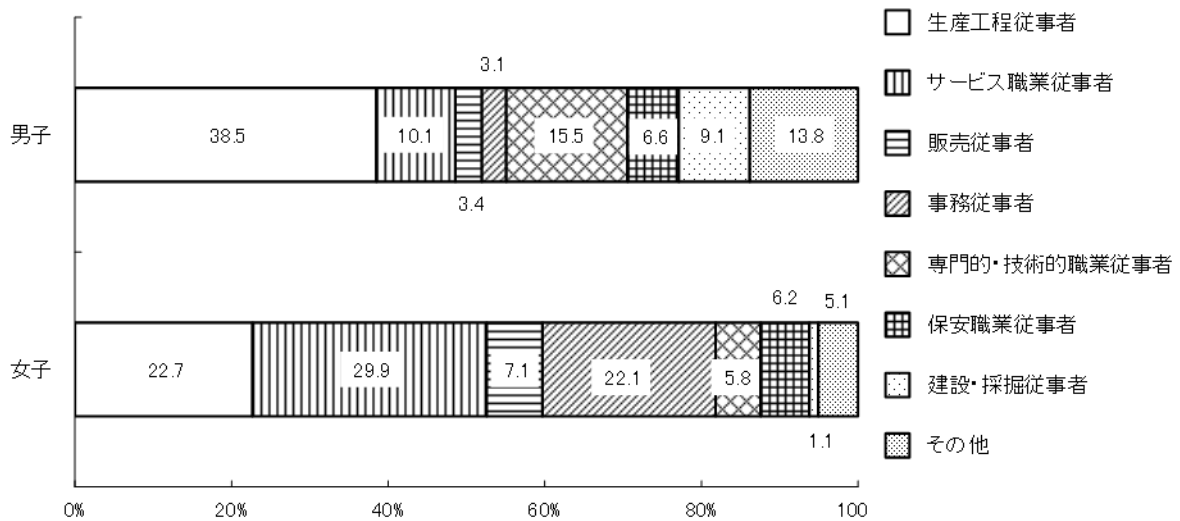 3.1
男子
38.5
10.1
15.5
6.6
9.1
13.8
3.4
6.2
5.1
女子
22.7
29.9
7.1
22.1
5.8
1.1
0%
20%
40%
60%
80%
100
生産工程従事者
サービス職業従事者
販売従事者
事務従事者
専門的・技術的職業従事者
保安職業従事者
建設・採掘従事者
その他